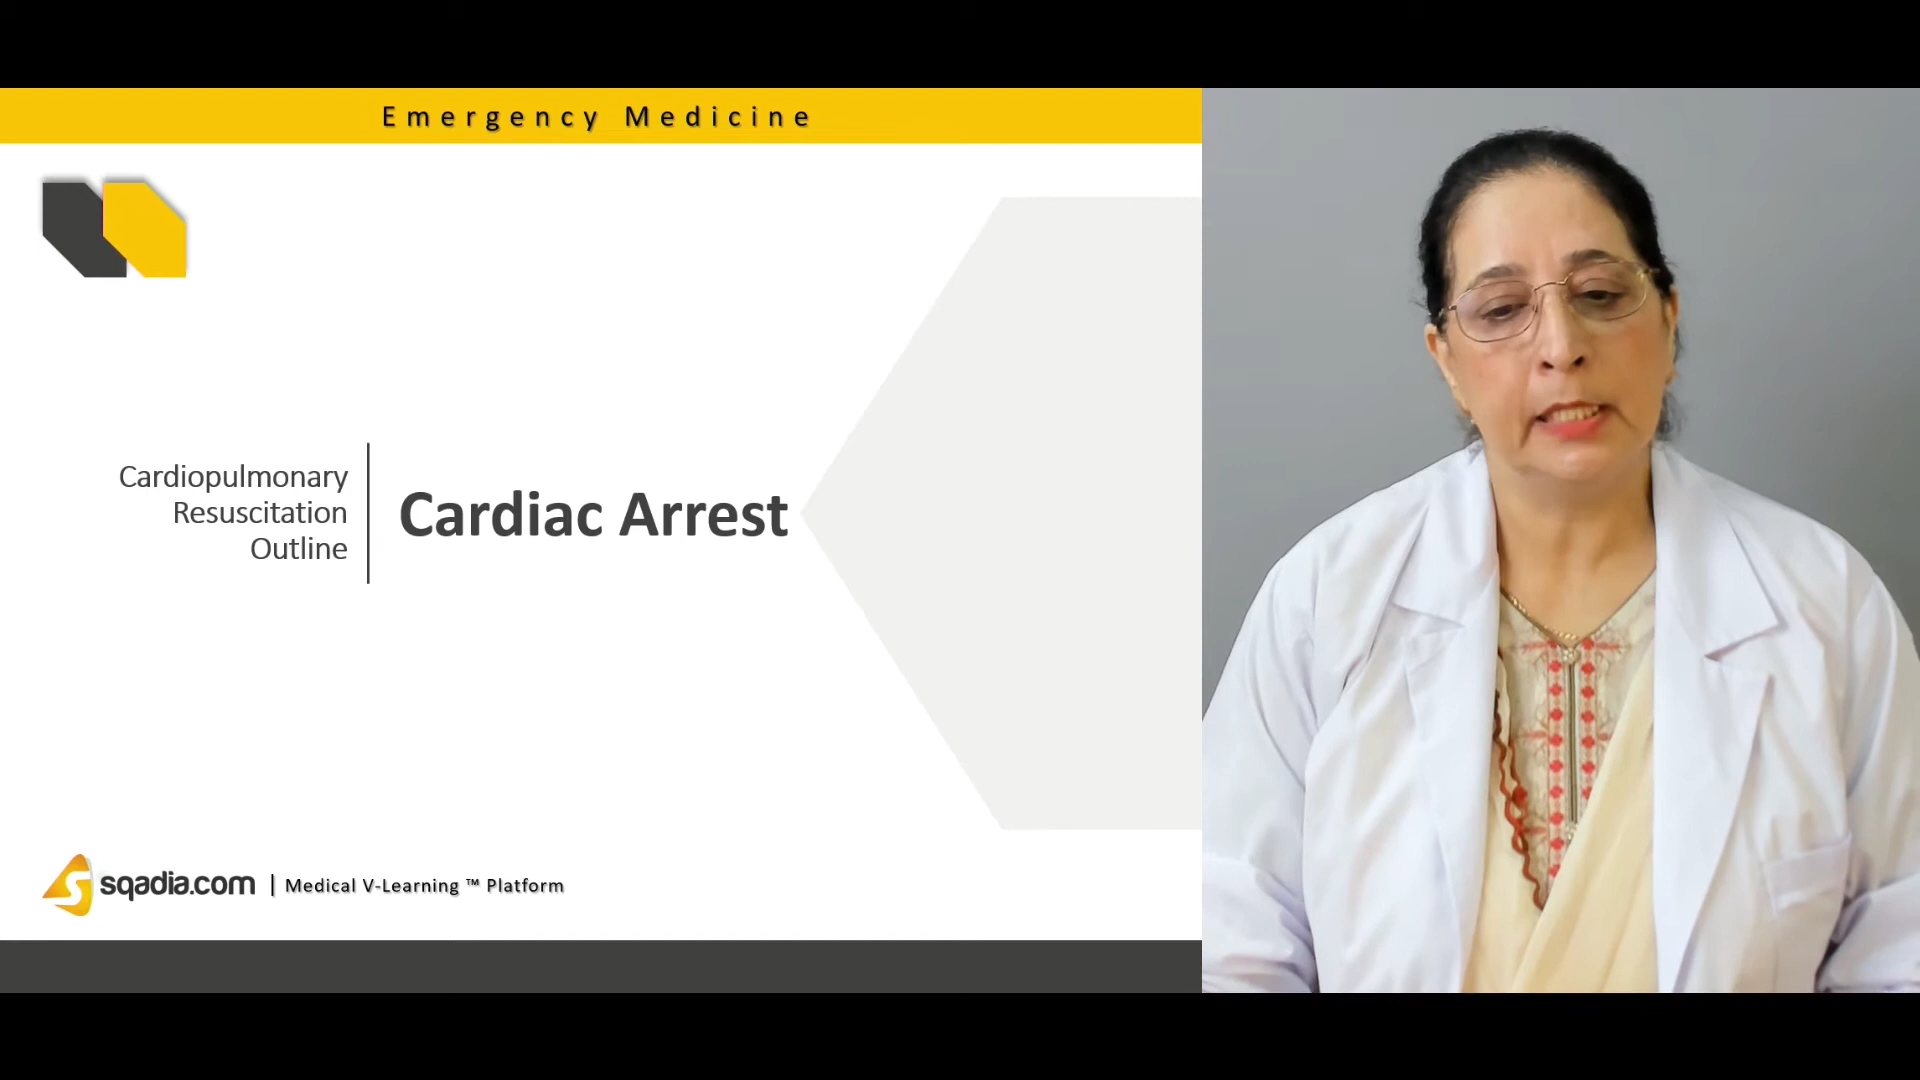 Emergency Medicine
Cardiopulmonary
Resuscitation
Outline
Cardiac Arrest
sqadia.com | Medical V-Learning ™ Platform